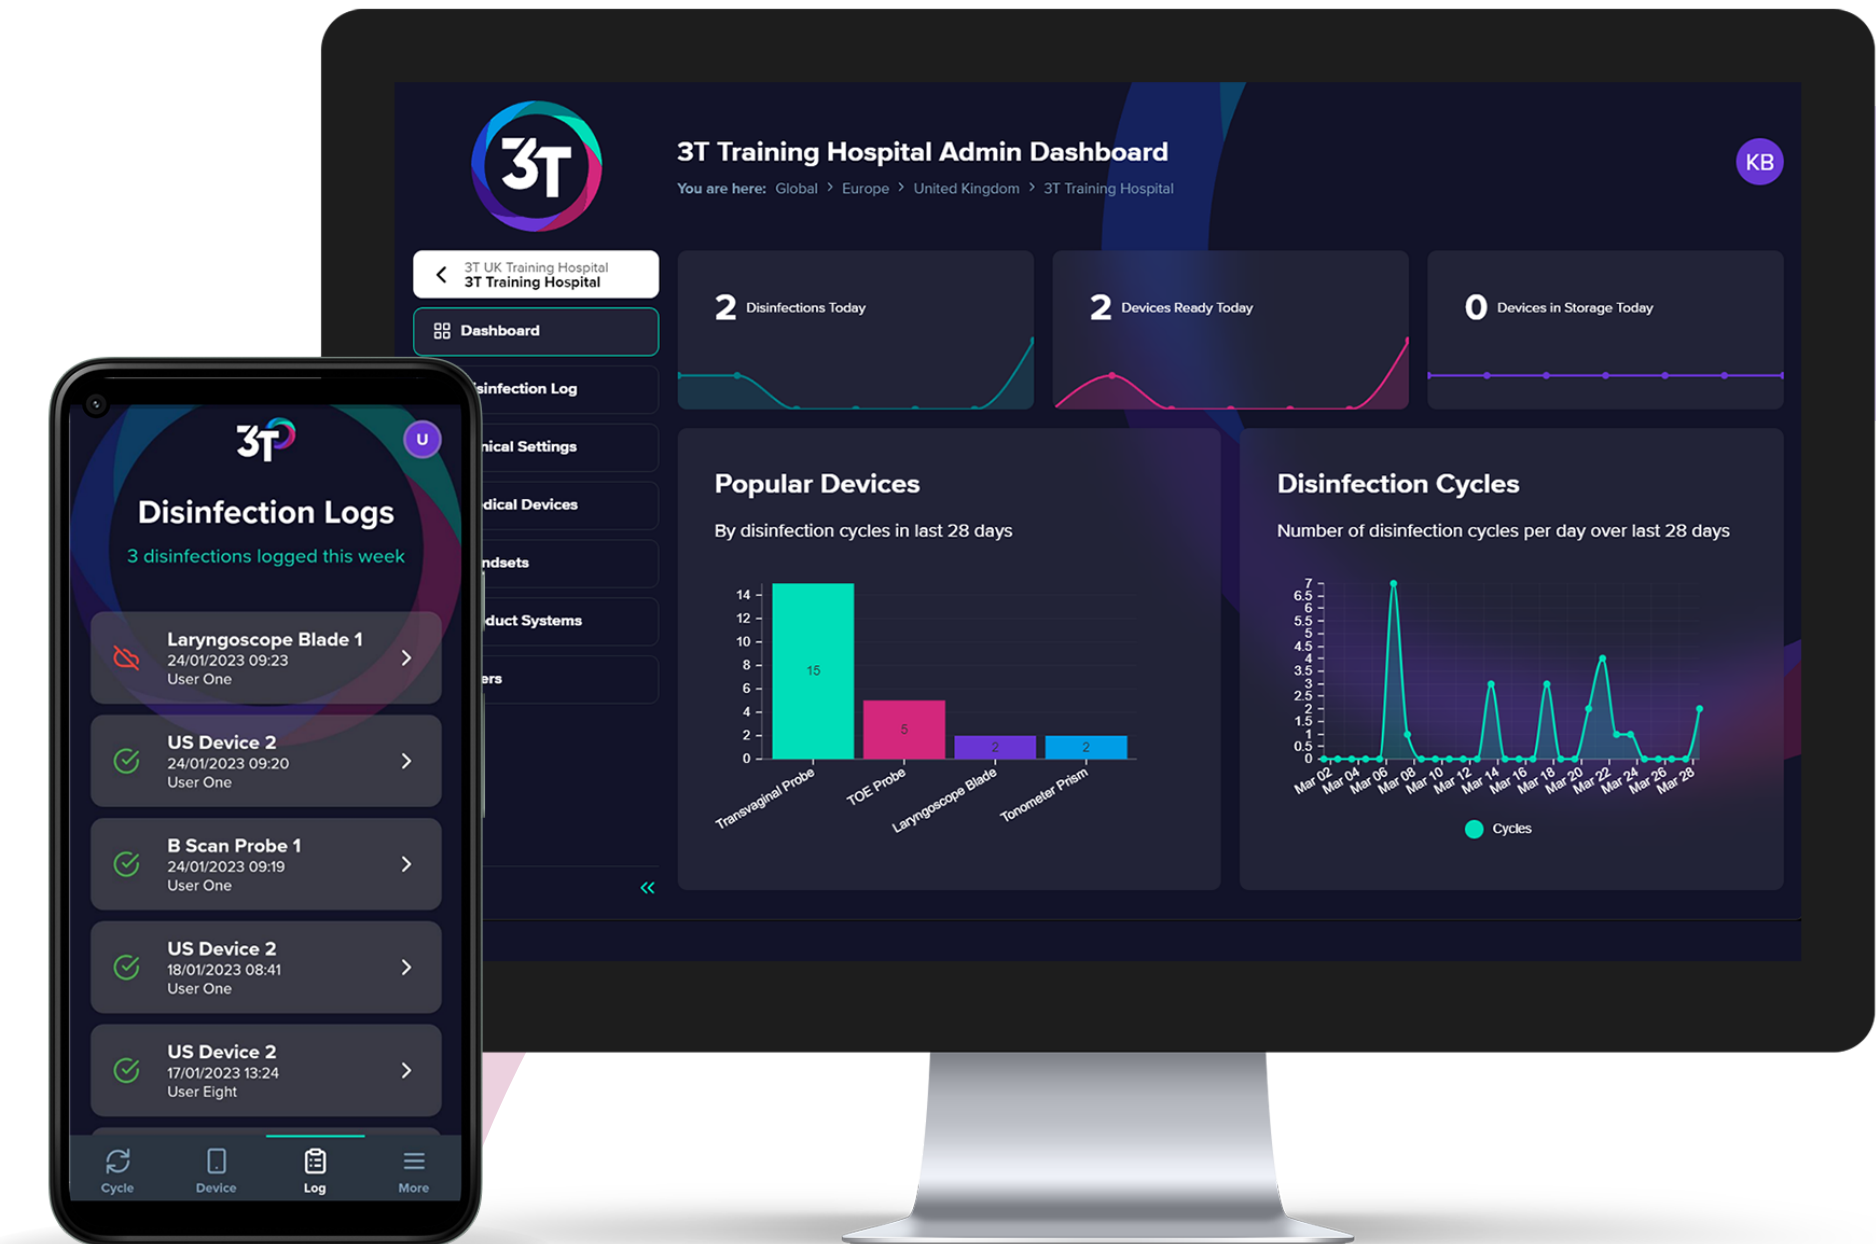 3T
3T Training Hospital Admin Dashboard
You are here: Global > Europe > United Kingdom > 3T Training Hospital
KB
3T UK Training Hospital
3T Training Hospital
Dashboard
sinfection Log
nical Settings
dical Devices
ndsets
duct Systems
ers
2 Disinfections Today
2 Devices Ready Today
0 Devices in Storage Today
Popular Devices
By disinfection cycles in last 28 days
14
12
10
8
6
4
2
0
15
5
2
2
Transvaginal Probe
TOE Probe
Laryngoscope Blade
Tonometer Prism
Disinfection Cycles
Number of disinfection cycles per day over last 28 days
7
6.5
6
5.5
5
4.5
4
3.5
3
2.5
2
1.5
1
0.5
0
Mar 02
Mar 04
Mar 06
Mar 08
Mar 10
Mar 12
Mar 14
Mar 16
Mar 18
Mar 20
Mar 22
Mar 24
Mar 26
Mar 28
Cycles
3T
U
Disinfection Logs
3 disinfections logged this week
Laryngoscope Blade 1
24/01/2023 09:23
User One
US Device 2
24/01/2023 09:20
User One
B Scan Probe 1
24/01/2023 09:19
User One
US Device 2
18/01/2023 08:41
User One
US Device 2
17/01/2023 13:24
User Eight
Cycle
Device
Log
More